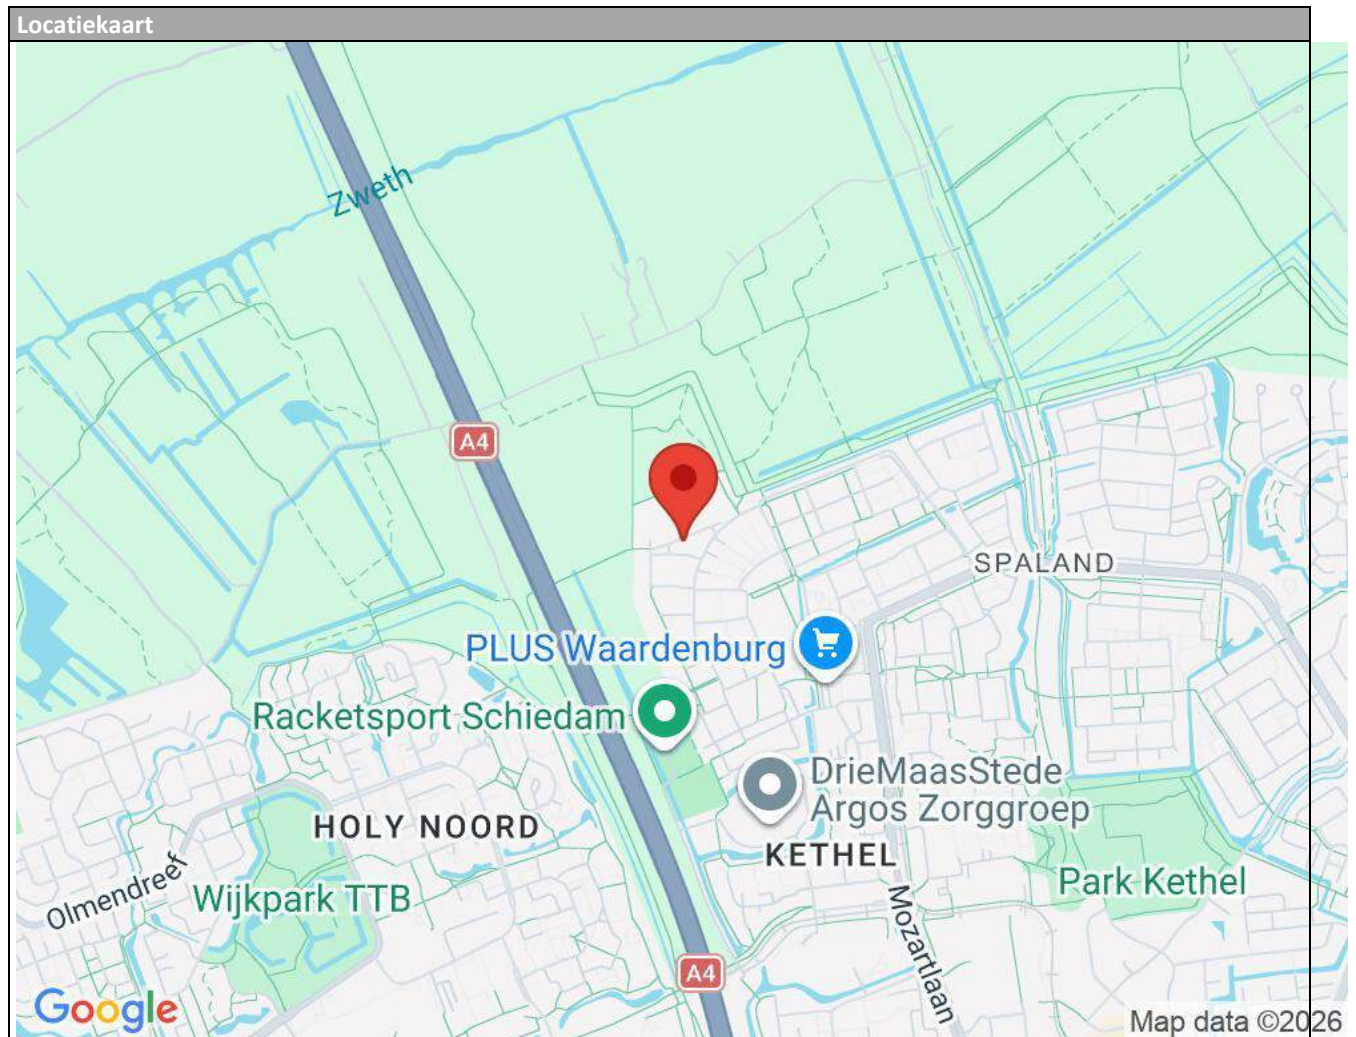 Locatiekaart
Zweth
A4
SPALAND
PLUS Waardenburg
Racketsport Schiedam
DrieMaasStede
Argos Zorggroep
HOLY NOORD
KETHEL
Park Kethel
Olmendreef
Wijkpark TTB
Mozartlaan
A4
Google
Map data ©2026